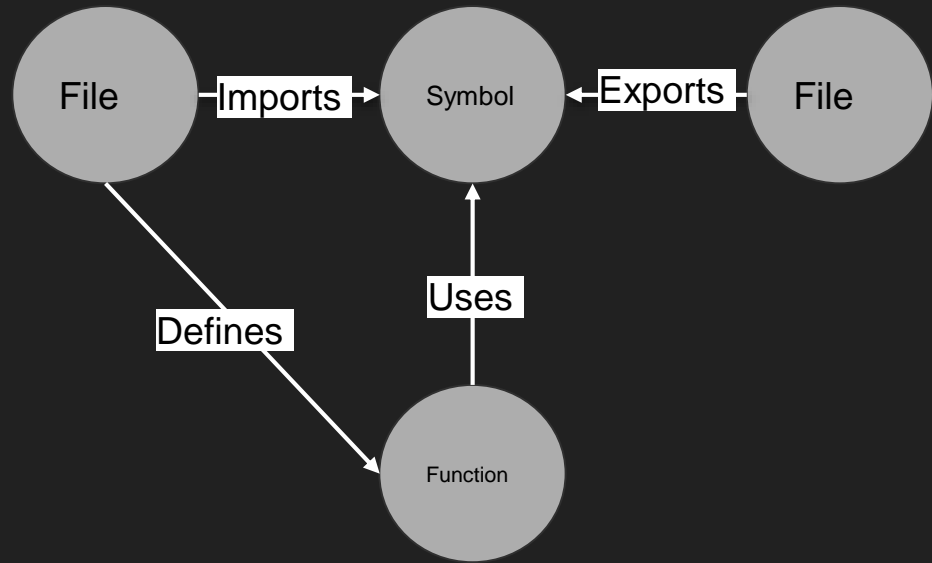 File
Imports
Symbol
Exports
File
Uses
Defines
Function